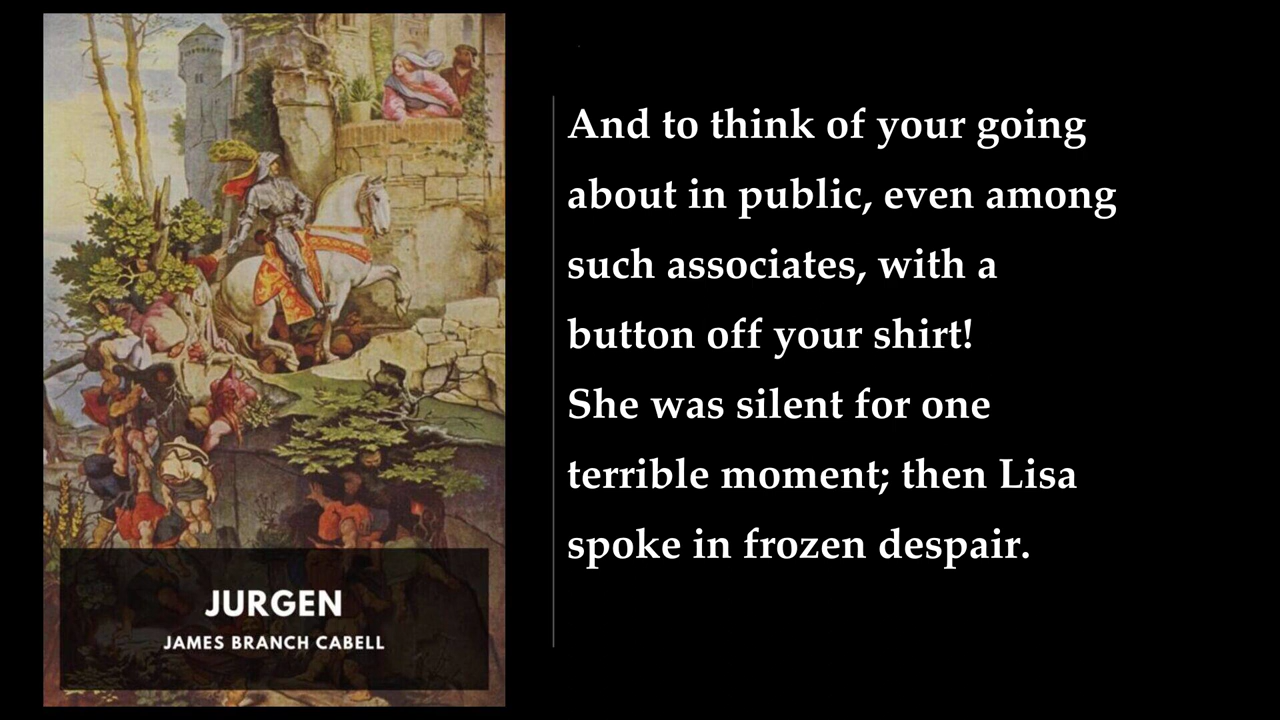 And to think of your going
about in public, even among
such associates, with a
button off your shirt!
She was silent for one
terrible moment; then Lisa
spoke in frozen despair.
JURGEN
JAMES BRANCH CABELL